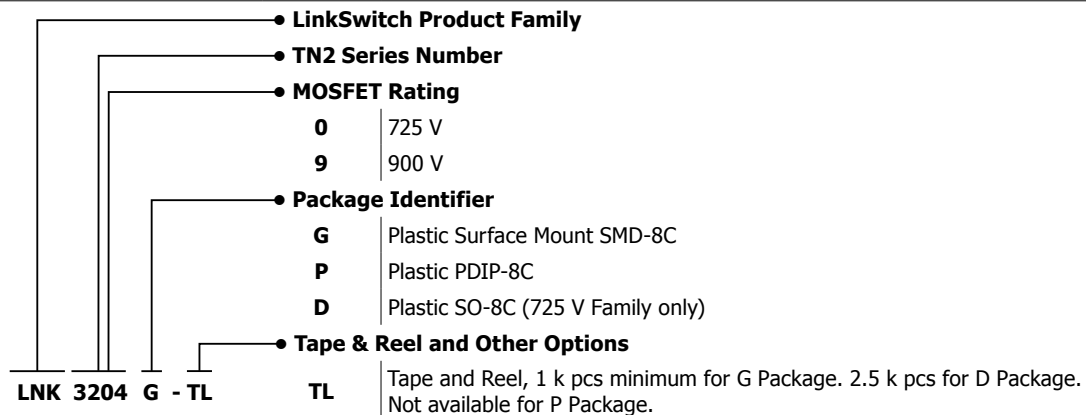 LinkSwitch Product Family
TN2 Series Number
MOSFET Rating
0 725 V
9 900 V
Package Identifier
G Plastic Surface Mount SMD-8C
P Plastic PDIP-8C
D Plastic SO-8C (725 V Family only)
Tape & Reel and Other Options
LNK 3204 G - TL
TL Tape and Reel, 1 k pcs minimum for G Package. 2.5 k pcs for D Package.
Not available for P Package.